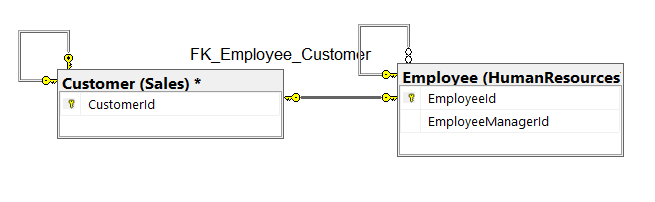 FK_Employee_Customer
Customer (Sales) *
CustomerId
Employee (HumanResources)
EmployeeId
EmployeeManagerId